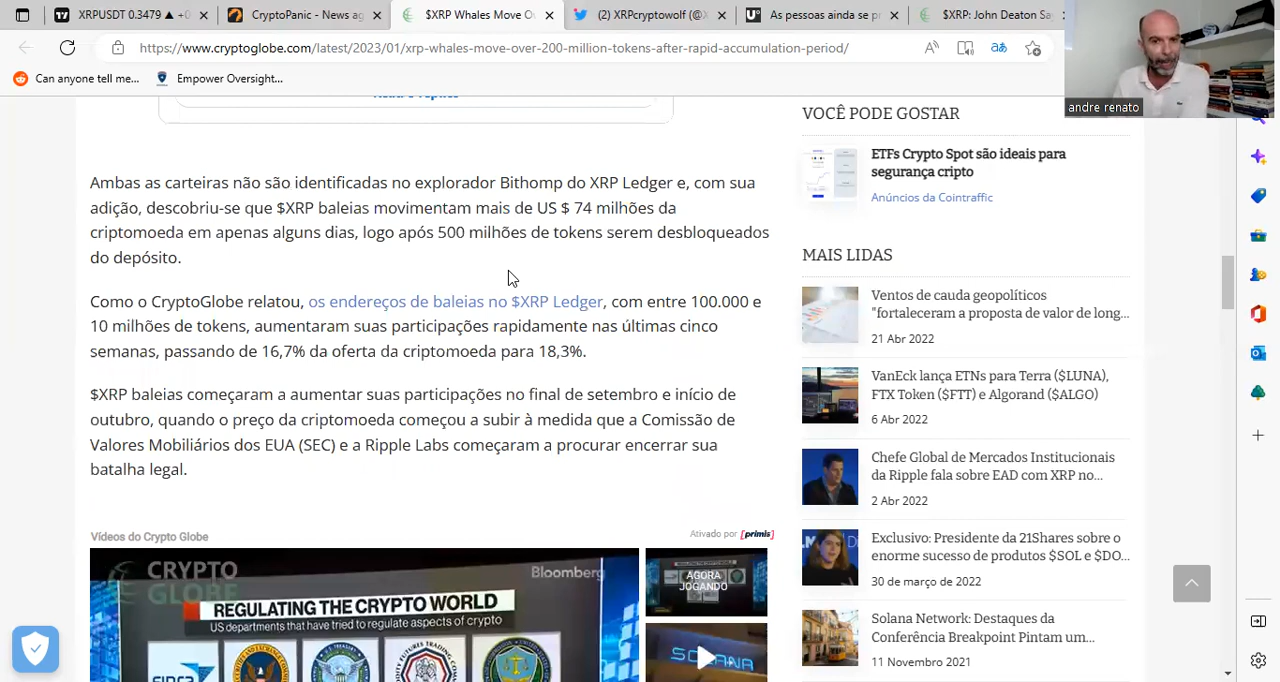 XRPUSDT 0.3479 ▲ +0
CryptoPanic - News ag
$XRP Whales Move Ov
(2) XRPcryptowolf (@X
As pessoas ainda se pr
$XRP: John Deaton Say
https://www.cryptoglobe.com/latest/2023/01/xrp-whales-move-over-200-million-tokens-after-rapid-accumulation-period/
Can anyone tell me...
Empower Oversight...
andre renato
Ambas as carteiras não são identificadas no explorador Bithomp do XRP Ledger e, com sua
adição, descobriu-se que $XRP baleias movimentam mais de US $ 74 milhões da
criptomoeda em apenas alguns dias, logo após 500 milhões de tokens serem desbloqueados
do depósito.
Como o CryptoGlobe relatou, os endereços de baleias no $XRP Ledger, com entre 100.000 e
10 milhões de tokens, aumentaram suas participações rapidamente nas últimas cinco
semanas, passando de 16,7% da oferta da criptomoeda para 18,3%.
$XRP baleias começaram a aumentar suas participações no final de setembro e início de
outubro, quando o preço da criptomoeda começou a subir à medida que a Comissão de
Valores Mobiliários dos EUA (SEC) e a Ripple Labs começaram a procurar encerrar sua
batalha legal.
Vídeos do Crypto Globe
Ativado por [primis]
CRYPTO
GLOBE
Bloomberg
REGULATING THE CRYPTO WORLD
US departments that have tried to regulate aspects of crypto
AGORA
JOGANDO
SOLANA
VOCÊ PODE GOSTAR
ETFs Crypto Spot são ideais para
segurança cripto
Anúncios da Cointraffic
MAIS LIDAS
Ventos de cauda geopolíticos
"fortaleceram a proposta de valor de long...
21 Abr 2022
VanEck lança ETNs para Terra ($LUNA),
FTX Token ($FTT) e Algorand ($ALGO)
6 Abr 2022
Chefe Global de Mercados Institucionais
da Ripple fala sobre EAD com XRP no...
2 Abr 2022
Exclusivo: Presidente da 21Shares sobre o
enorme sucesso de produtos $SOL e $DO...
30 de março de 2022
Solana Network: Destaques da
Conferência Breakpoint Pintam um...
11 Novembro 2021